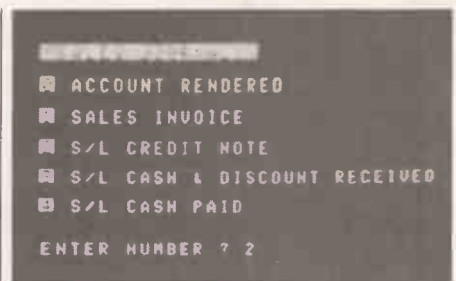 ACCOUNT RENDERED
SALES INVOICE
S/L CREDIT NOTE
S/L CASH & DISCOUNT RECEIVED
S/L CASH PAID
ENTER NUMBER ? 2